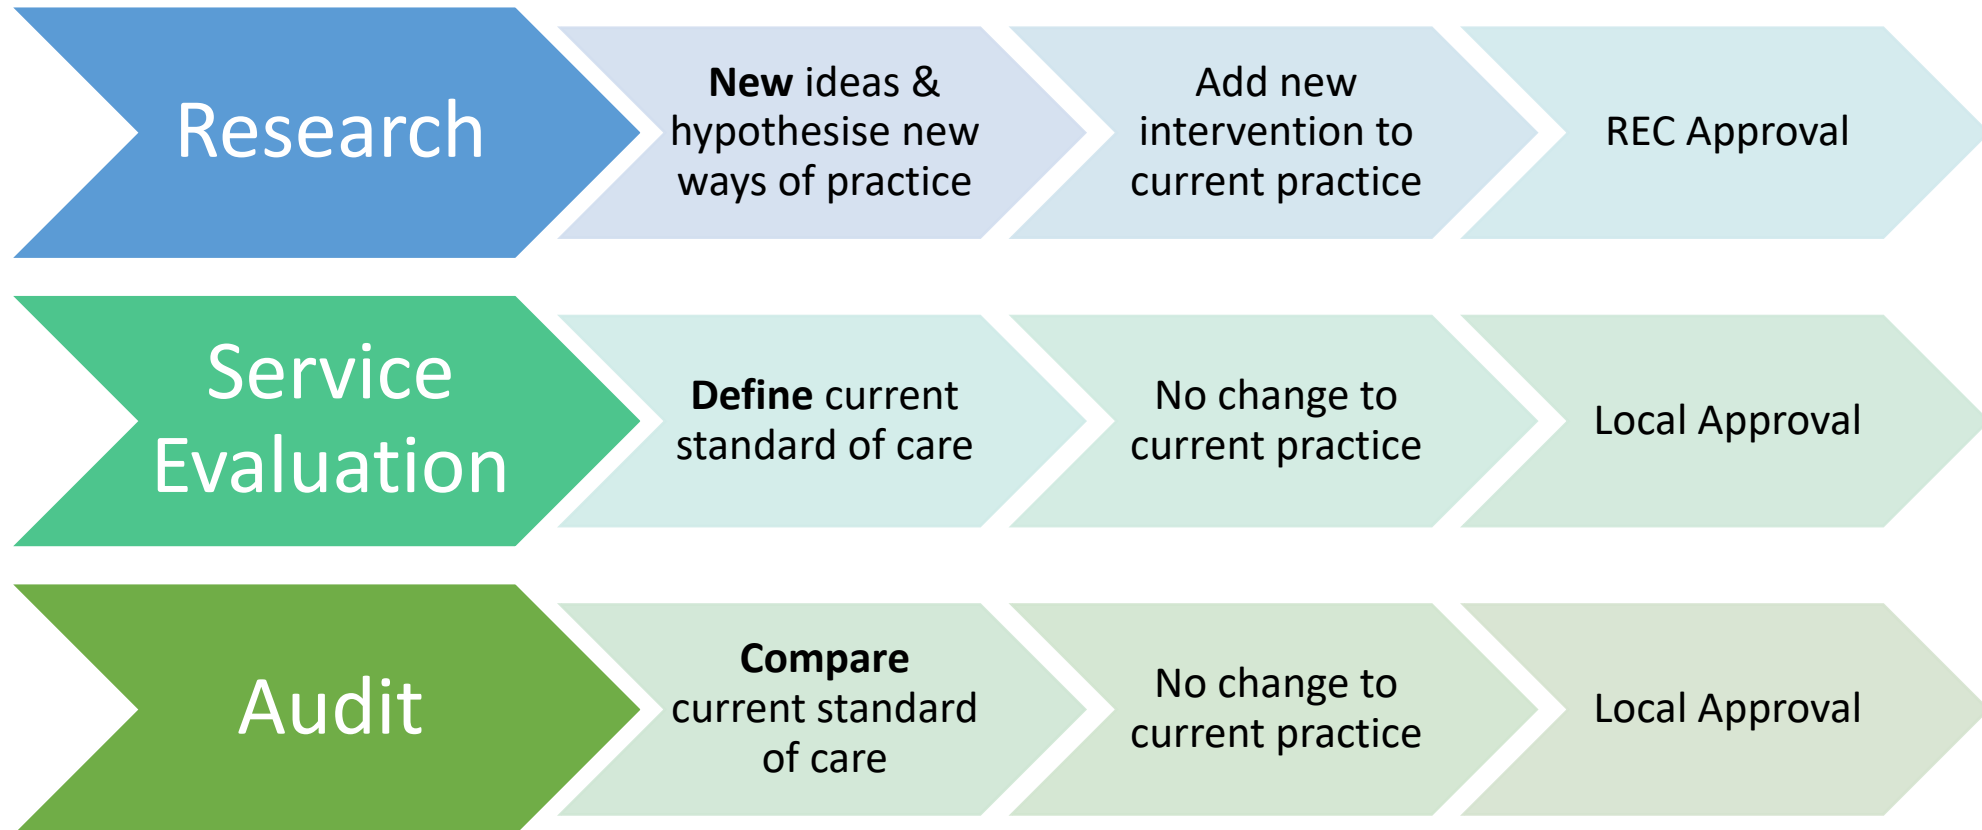 Research
New ideas &
hypothesise new
ways of practice
Add new
intervention to
current practice
REC Approval
Service
Evaluation
Define current
standard of care
No change to
current practice
Local Approval
Audit
Compare
current standard
of care
No change to
current practice
Local Approval